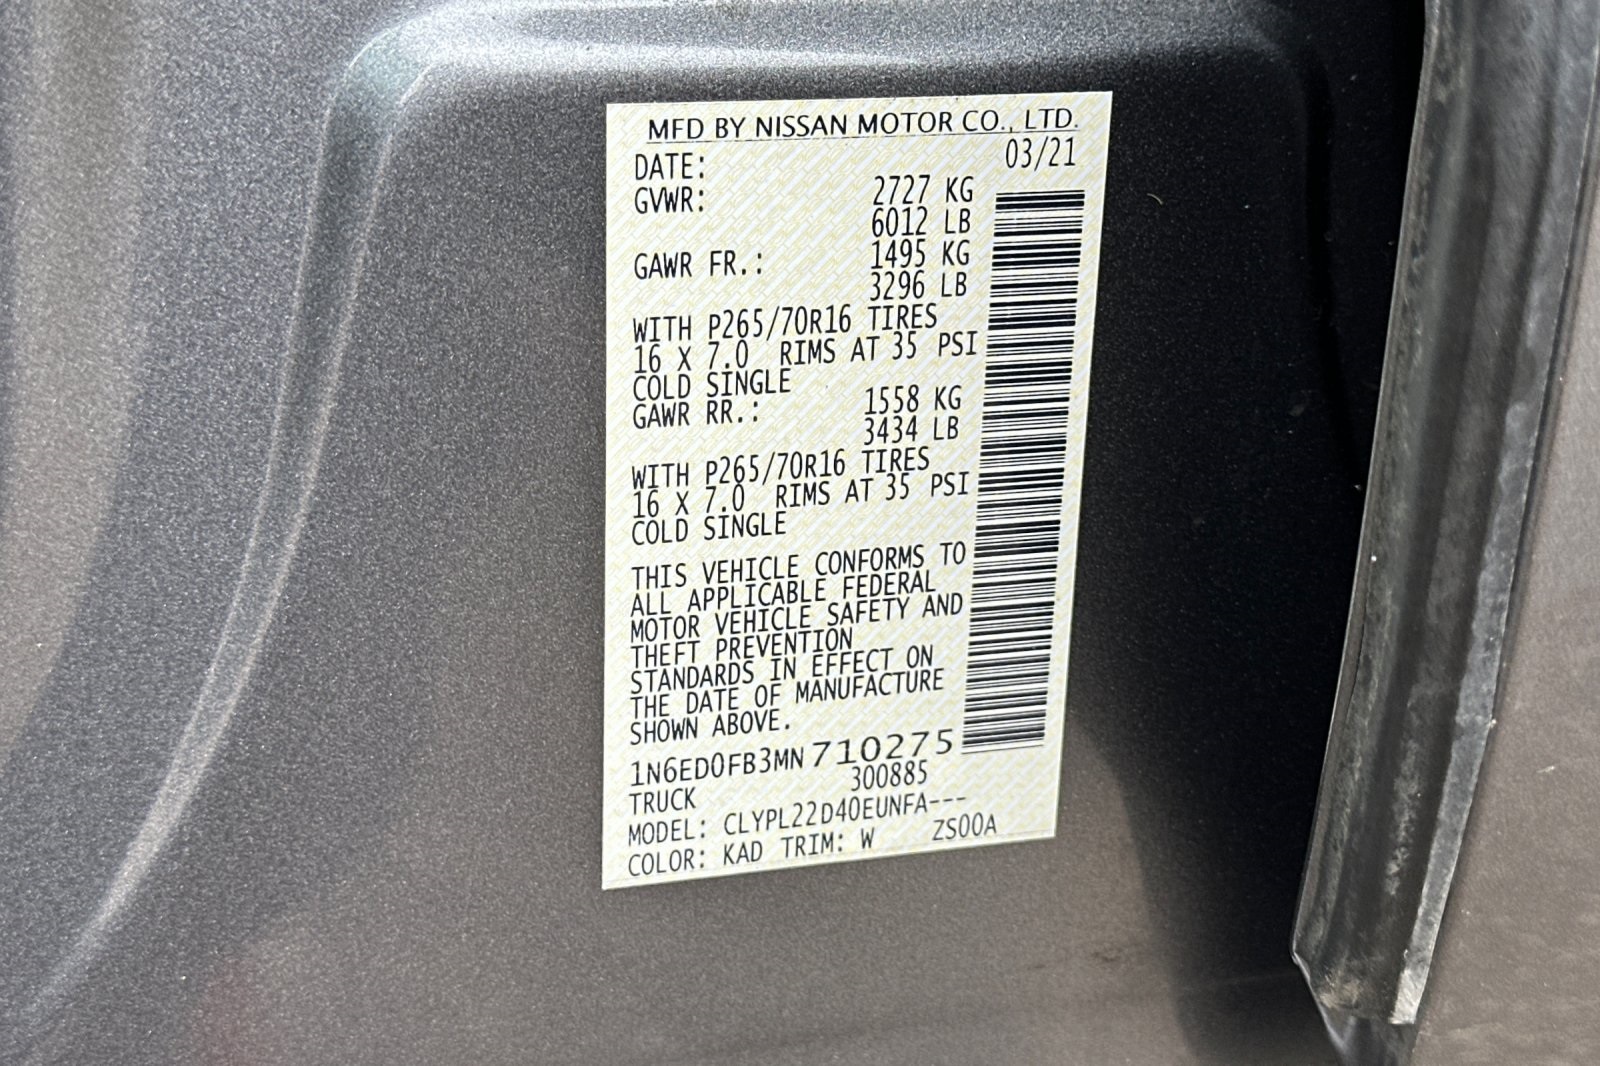 MFD BY NISSAN MOTOR CO., LTD.
DATE: 03/21
GVWR: 2727 KG
6012 LB
GAWR FR.: 1495 KG
3296 LB
WITH P265/70R16 TIRES
16 X 7.0 RIMS AT 35 PSI
COLD SINGLE
GAWR RR.: 1558 KG
3434 LB
WITH P265/70R16 TIRES
16 X 7.0 RIMS AT 35 PSI
COLD SINGLE
THIS VEHICLE CONFORMS TO
ALL APPLICABLE FEDERAL
MOTOR VEHICLE SAFETY AND
THEFT PREVENTION
STANDARDS IN EFFECT ON
THE DATE OF MANUFACTURE
SHOWN ABOVE.
1N6ED0FB3MN710275
300885
TRUCK
MODEL: CLYPL22D40EUNFA---
COLOR: KAD TRIM: W ZS00A